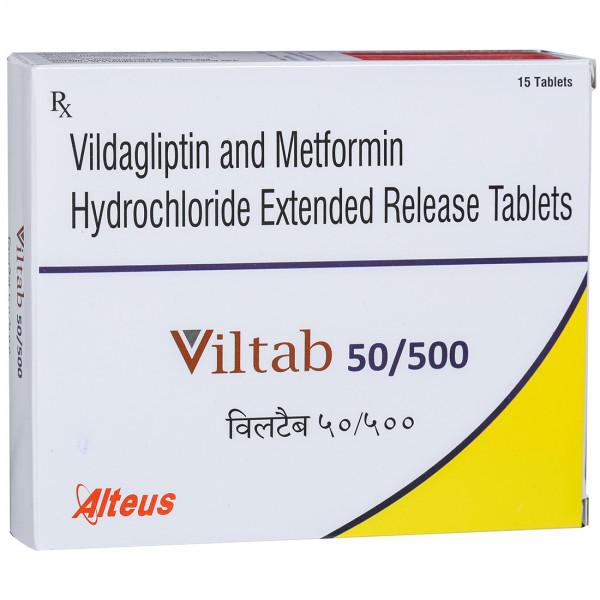 15 Tablets
Rx
Vildagliptin and Metformin
Hydrochloride Extended Release Tablets
Viltab 50/500
विलटैब ५०/५००
Alteus
Viltab 50/500